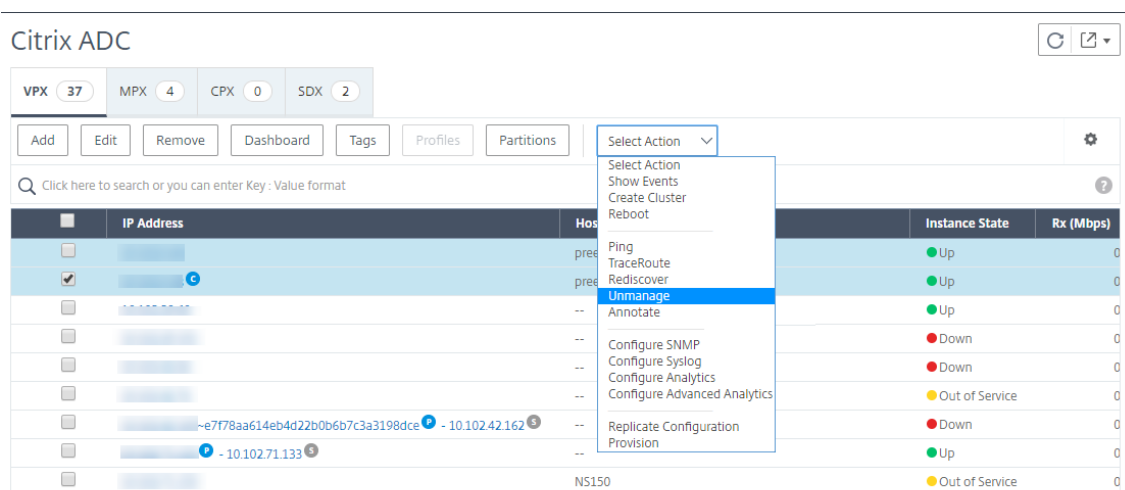 Citrix ADC
VPX 37 MPX 4 CPX 0 SDX 2
Add Edit Remove Dashboard Tags Profiles Partitions Select Action
Click here to search or you can enter Key : Value format
Select Action
Show Events
Create Cluster
Reboot
Ping
TraceRoute
Rediscover
Unmanage
Annotate
Configure SNMP
Configure Syslog
Configure Analytics
Configure Advanced Analytics
Replicate Configuration
Provision
IP Address Hos Instance State Rx (Mbps)
pree Up 0
C pree Up 0
-- Up 0
-- Down 0
-- Down 0
-- Out of Service 0
~e7f78aa614eb4d22b0b6b7c3a3198dce P - 10.102.42.162 S -- Down 0
P - 10.102.71.133 S -- Up 0
NS150 Out of Service 0